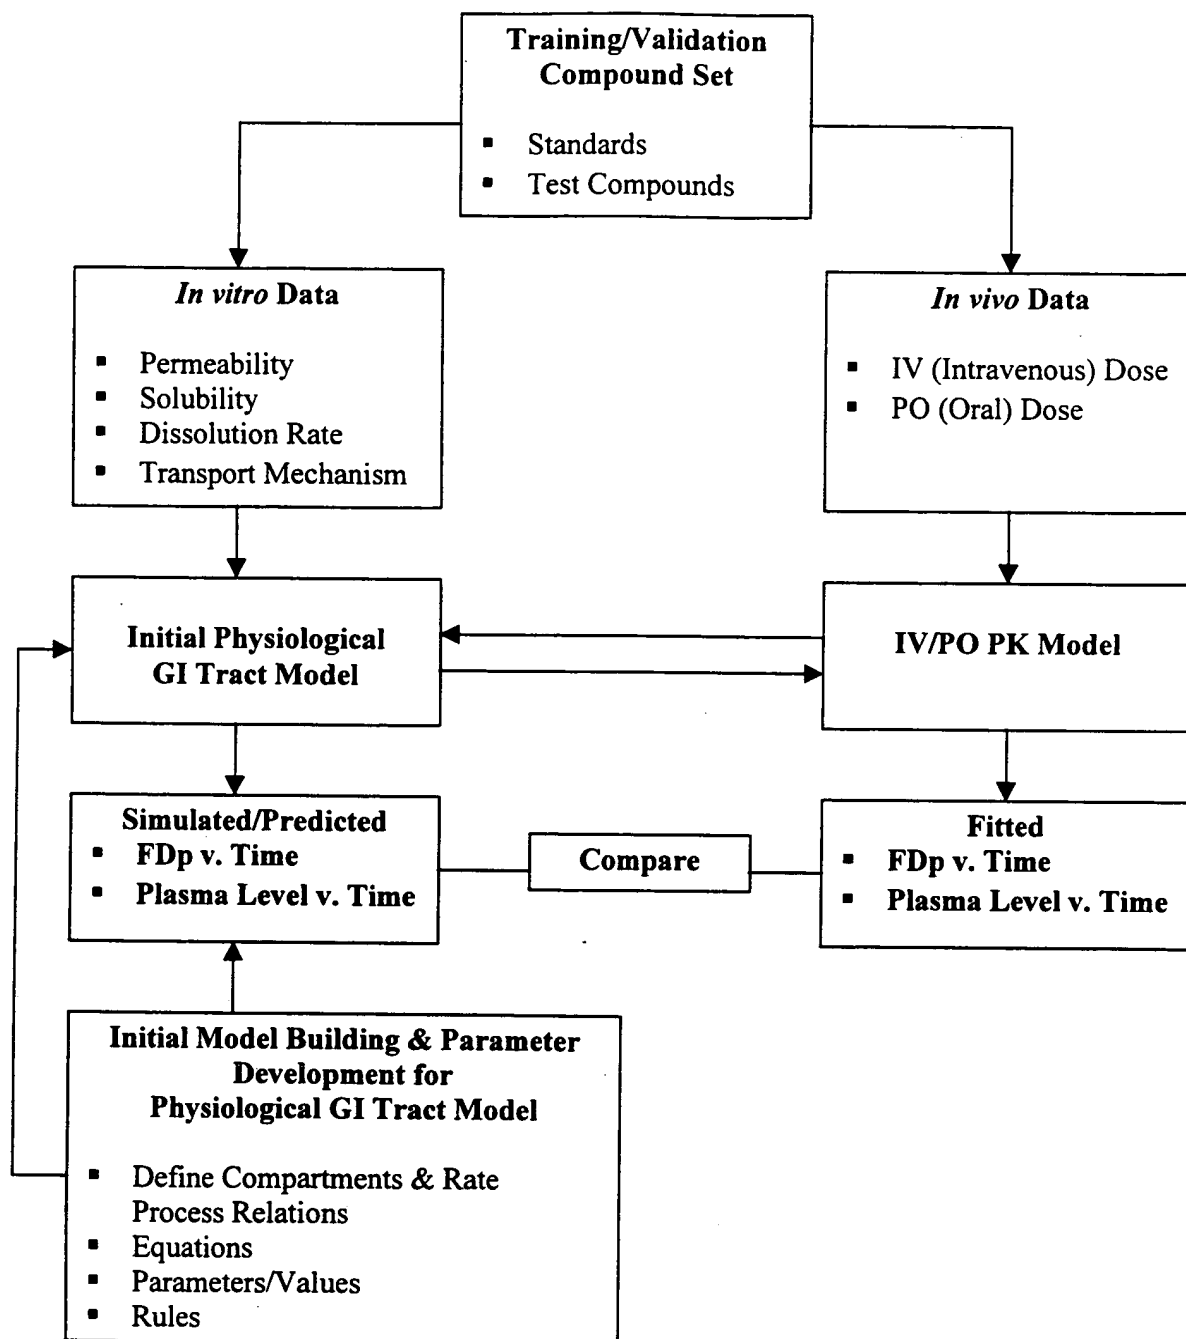 Training/Validation
Compound Set
▪ Standards
▪ Test Compounds
In vitro Data
▪ Permeability
▪ Solubility
▪ Dissolution Rate
▪ Transport Mechanism
In vivo Data
▪ IV (Intravenous) Dose
▪ PO (Oral) Dose
Initial Physiological
GI Tract Model
IV/PO PK Model
Simulated/Predicted
▪ FDp v. Time
▪ Plasma Level v. Time
Compare
Fitted
▪ FDp v. Time
▪ Plasma Level v. Time
Initial Model Building & Parameter
Development for
Physiological GI Tract Model
▪ Define Compartments & Rate
Process Relations
▪ Equations
▪ Parameters/Values
▪ Rules